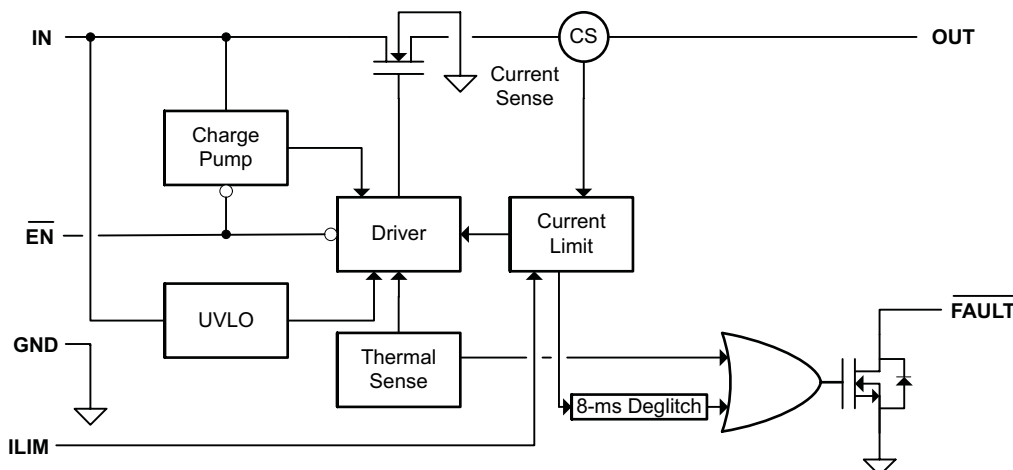 IN
CS
OUT
Current
Sense
Charge
Pump
EN
Driver
Current
Limit
UVLO
FAULT
GND
Thermal
Sense
8-ms Deglitch
ILIM